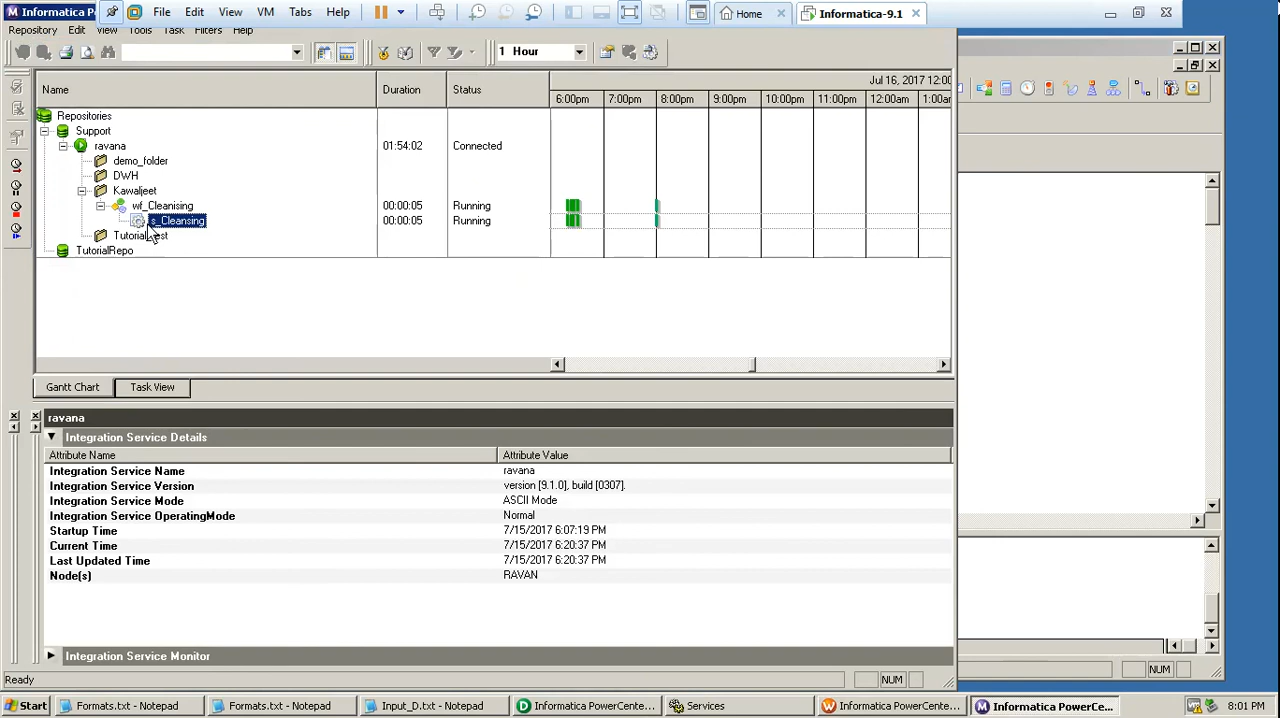 Informatica P
File Edit View VM Tabs Help
Home
Informatica-9.1
Repository Edit View Tools Task Filters Help
1 Hour
Name Duration Status Jul 16, 2017 12:00
6:00pm 7:00pm 8:00pm 9:00pm 10:00pm 11:00pm 12:00am 1:00a
Repositories
Support
ravana 01:54:02 Connected
demo_folder
DWH
Kawaljeet
wf_Cleanising 00:00:05 Running
s_Cleansing 00:00:05 Running
TutorialRepo
Gantt Chart Task View
ravana
Integration Service Details
Attribute Name Attribute Value
Integration Service Name ravana
Integration Service Version version [9.1.0], build [0307].
Integration Service Mode ASCII Mode
Integration Service OperatingMode Normal
Startup Time 7/15/2017 6:07:19 PM
Current Time 7/15/2017 6:20:37 PM
Last Updated Time 7/15/2017 6:20:37 PM
Node(s) RAVAN
Integration Service Monitor
Ready NUM
NUM
Start Formats.txt - Notepad Formats.txt - Notepad Input_D.txt - Notepad Informatica PowerCente... Services Informatica PowerCente... Informatica PowerCen... 8:01 PM